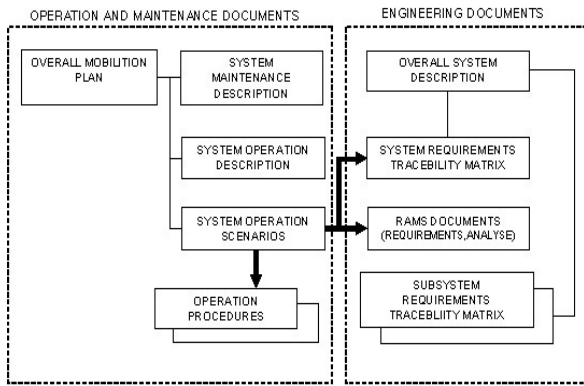 OPERATION AND MAINTENANCE DOCUMENTS
OVERALL MOBILITION
PLAN
SYSTEM
MAINTENANCE
DESCRIPTION
SYSTEM OPERATION
DESCRIPTION
SYSTEM OPERATION
SCENARIOS
OPERATION
PROCEDURES
ENGINEERING DOCUMENTS
OVERALL SYSTEM
DESCRIPTION
SYSTEM REQUIREMENTS
TRACEBILITY MATRIX
RAMS DOCUMENTS
(REQUIREMENTS,ANALYSE)
SUBSYSTEM
REQUIREMENTS
TRACEBLIITY MATRIX